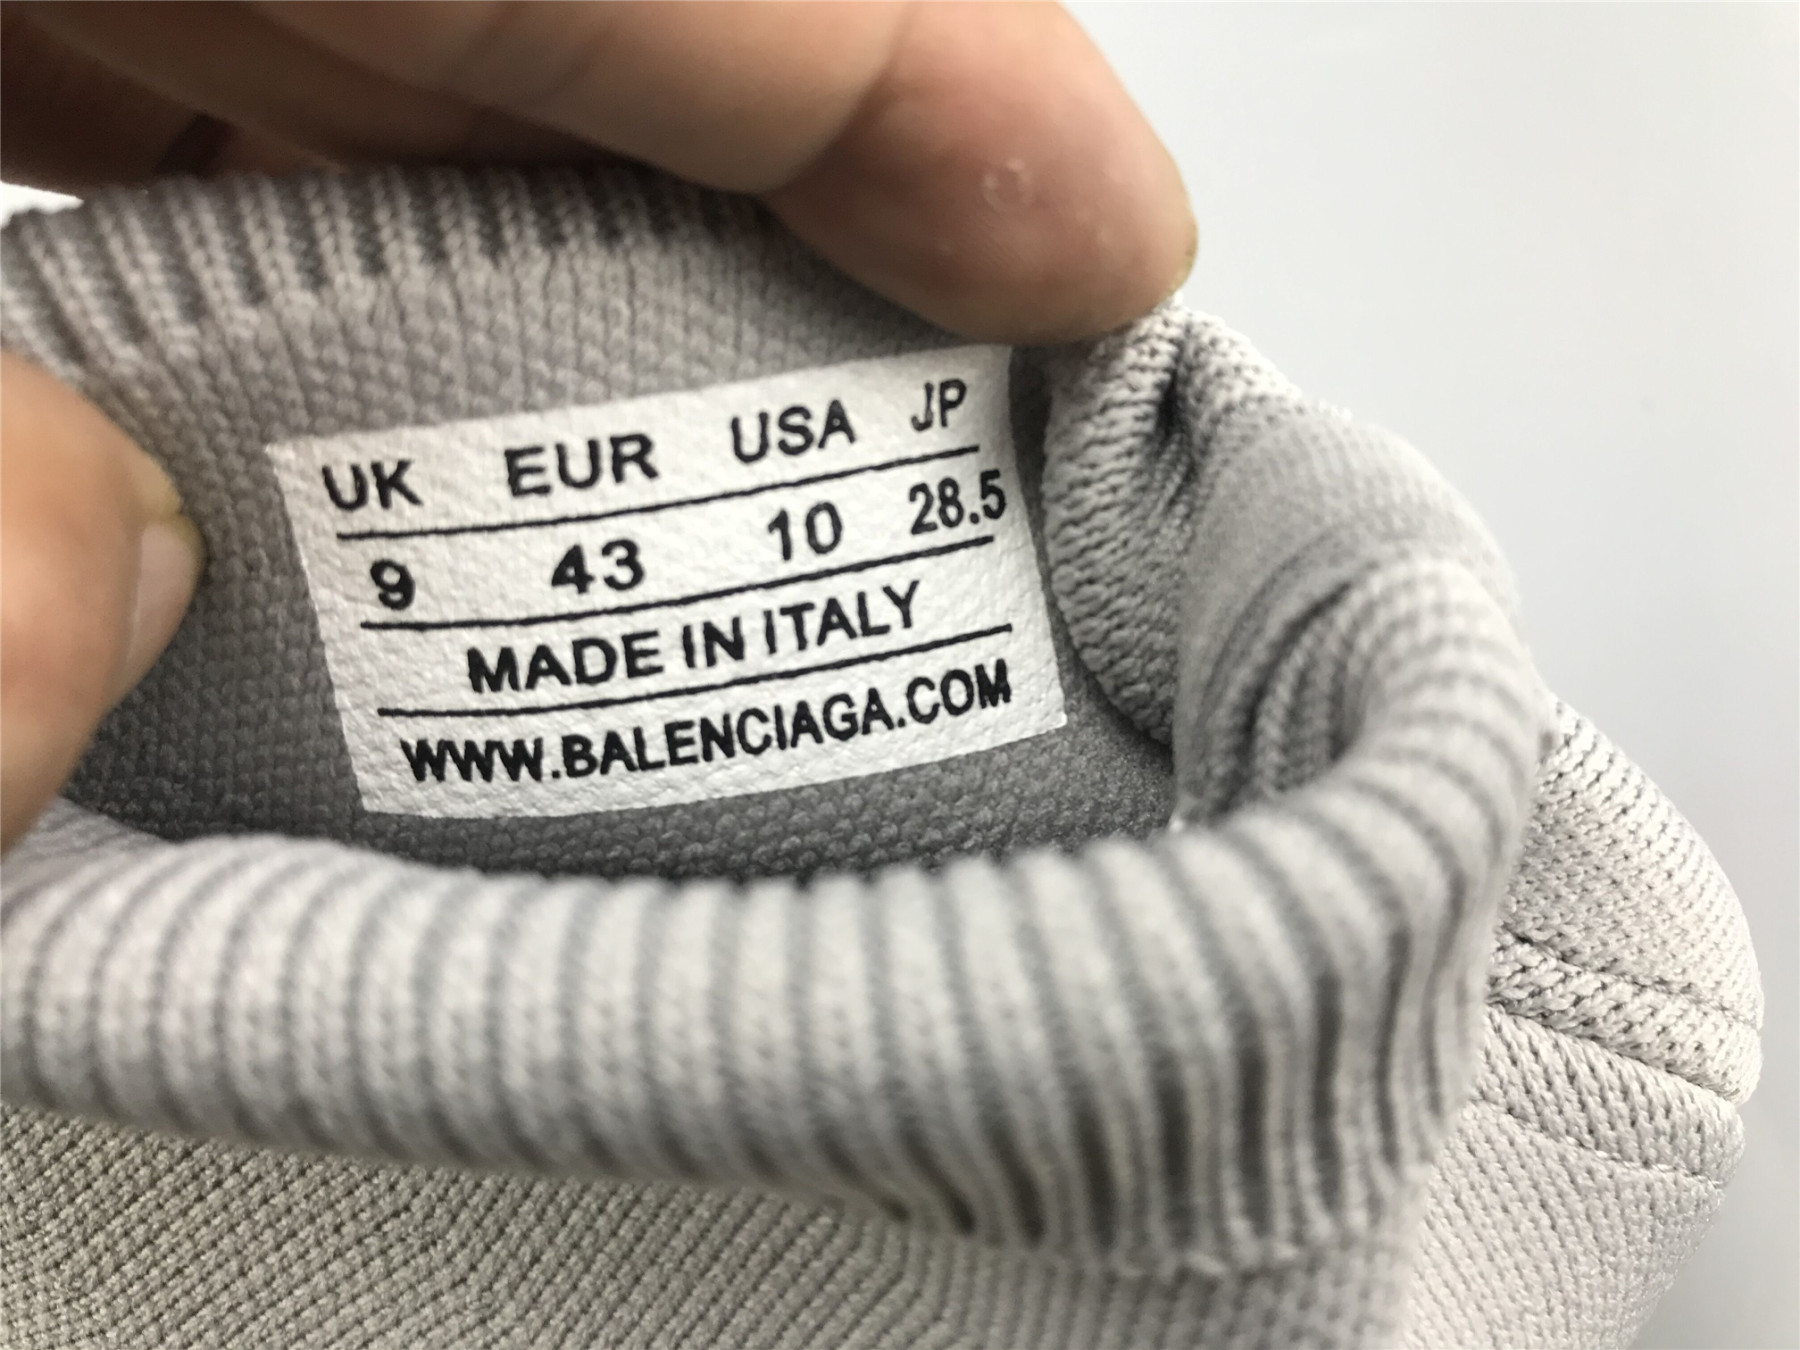 UK EUR USA JP
9 43 10 28.5
MADE IN ITALY
WWW.BALENCIAGA.COM